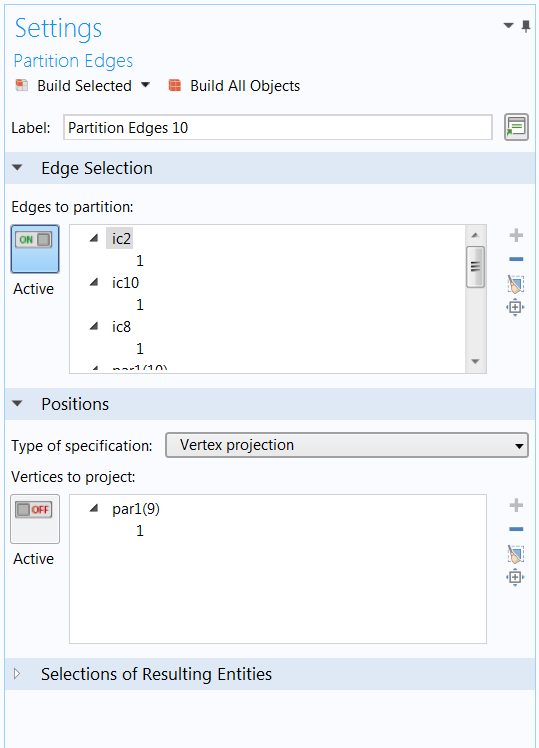 Settings
Partition Edges
Build Selected
Build All Objects
Label:
Partition Edges 10
Edge Selection
Edges to partition:
ON
Active
ic2
1
ic10
1
ic8
1
par1(10)
Positions
Type of specification:
Vertex projection
Vertices to project:
OFF
Active
par1(9)
1
Selections of Resulting Entities